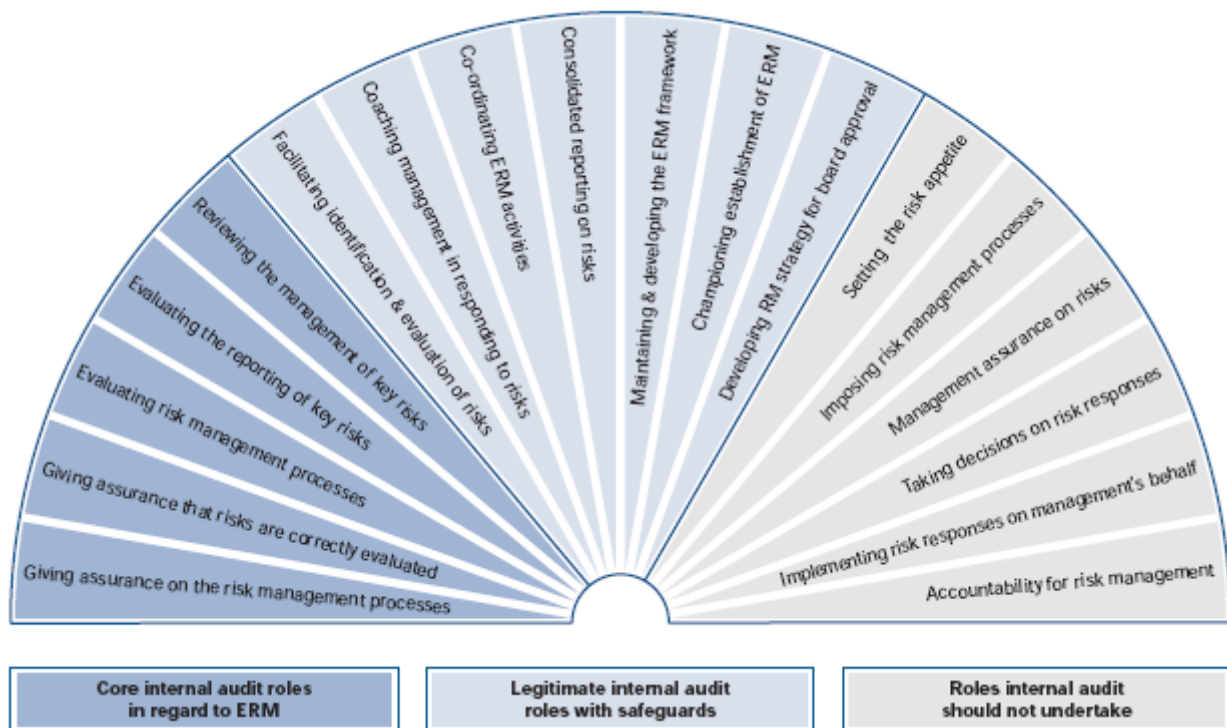 Giving assurance on the risk management processes
Giving assurance that risks are correctly evaluated
Evaluating risk management processes
Evaluating the reporting of key risks
Reviewing the management of key risks
Facilitating identification & evaluation of risks
Coaching management in responding to risks
Co-ordinating ERM activities
Consolidated reporting on risks
Maintaining & developing the ERM framework
Championing establishment of ERM
Developing RM strategy for board approval
Setting the risk appetite
Imposing risk management processes
Management assurance on risks
Taking decisions on risk responses
Implementing risk responses on management's behalf
Accountability for risk management
Core internal audit roles
in regard to ERM
Legitimate internal audit
roles with safeguards
Roles internal audit
should not undertake